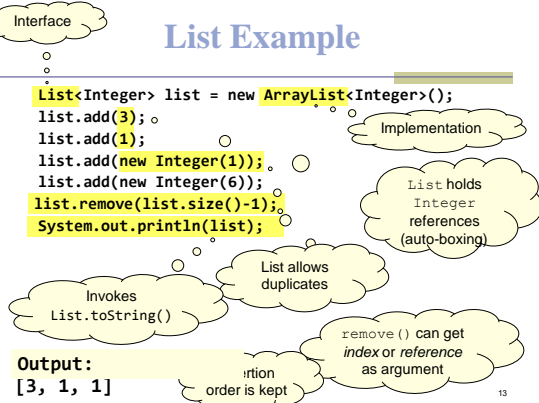 Interface
List Example
List<Integer> list = new ArrayList<Integer>();
list.add(3);
list.add(1);
list.add(new Integer(1));
list.add(new Integer(6));
list.remove(list.size()-1);
System.out.println(list);
Implementation
List holds
Integer
references
(auto-boxing)
List allows
duplicates
Invokes
List.toString()
remove() can get
index or reference
as argument
Output:
[3, 1, 1]
order is kept
13